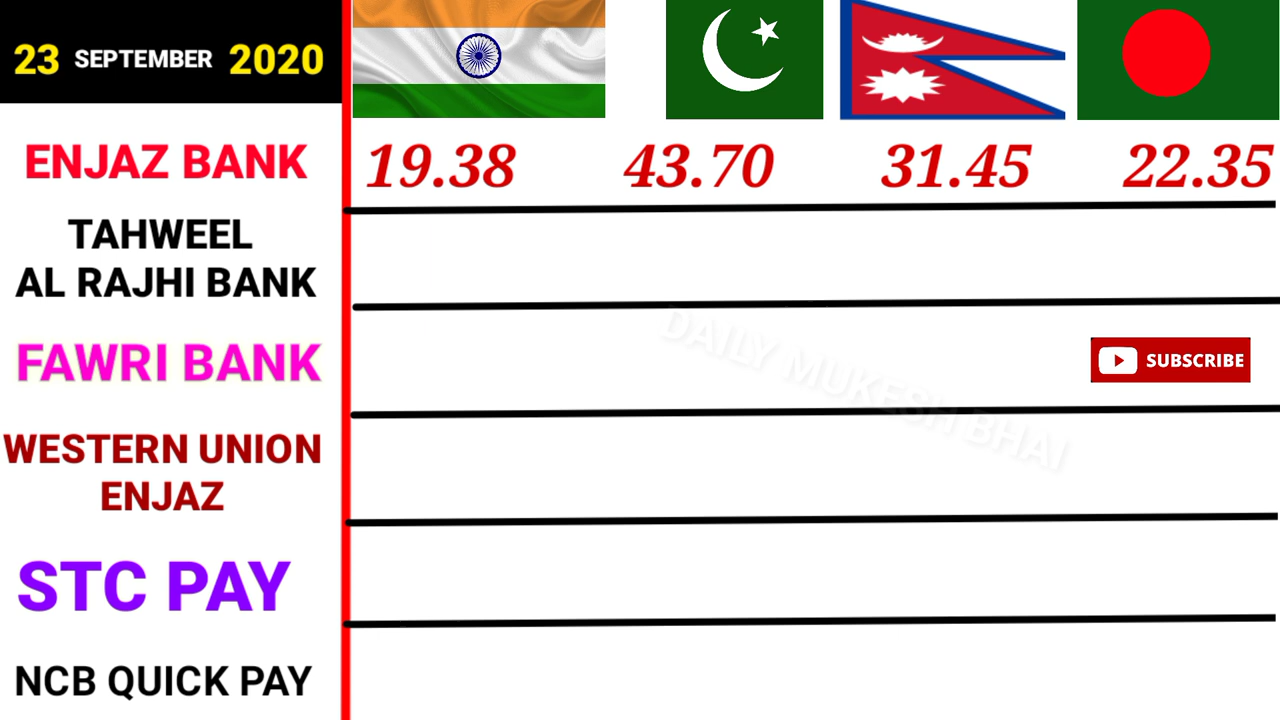 23 SEPTEMBER 2020
ENJAZ BANK 19.38 43.70 31.45 22.35
TAHWEEL
AL RAJHI BANK
FAWRI BANK
SUBSCRIBE
DAILY MUKESH BHAI
WESTERN UNION
ENJAZ
STC PAY
NCB QUICK PAY